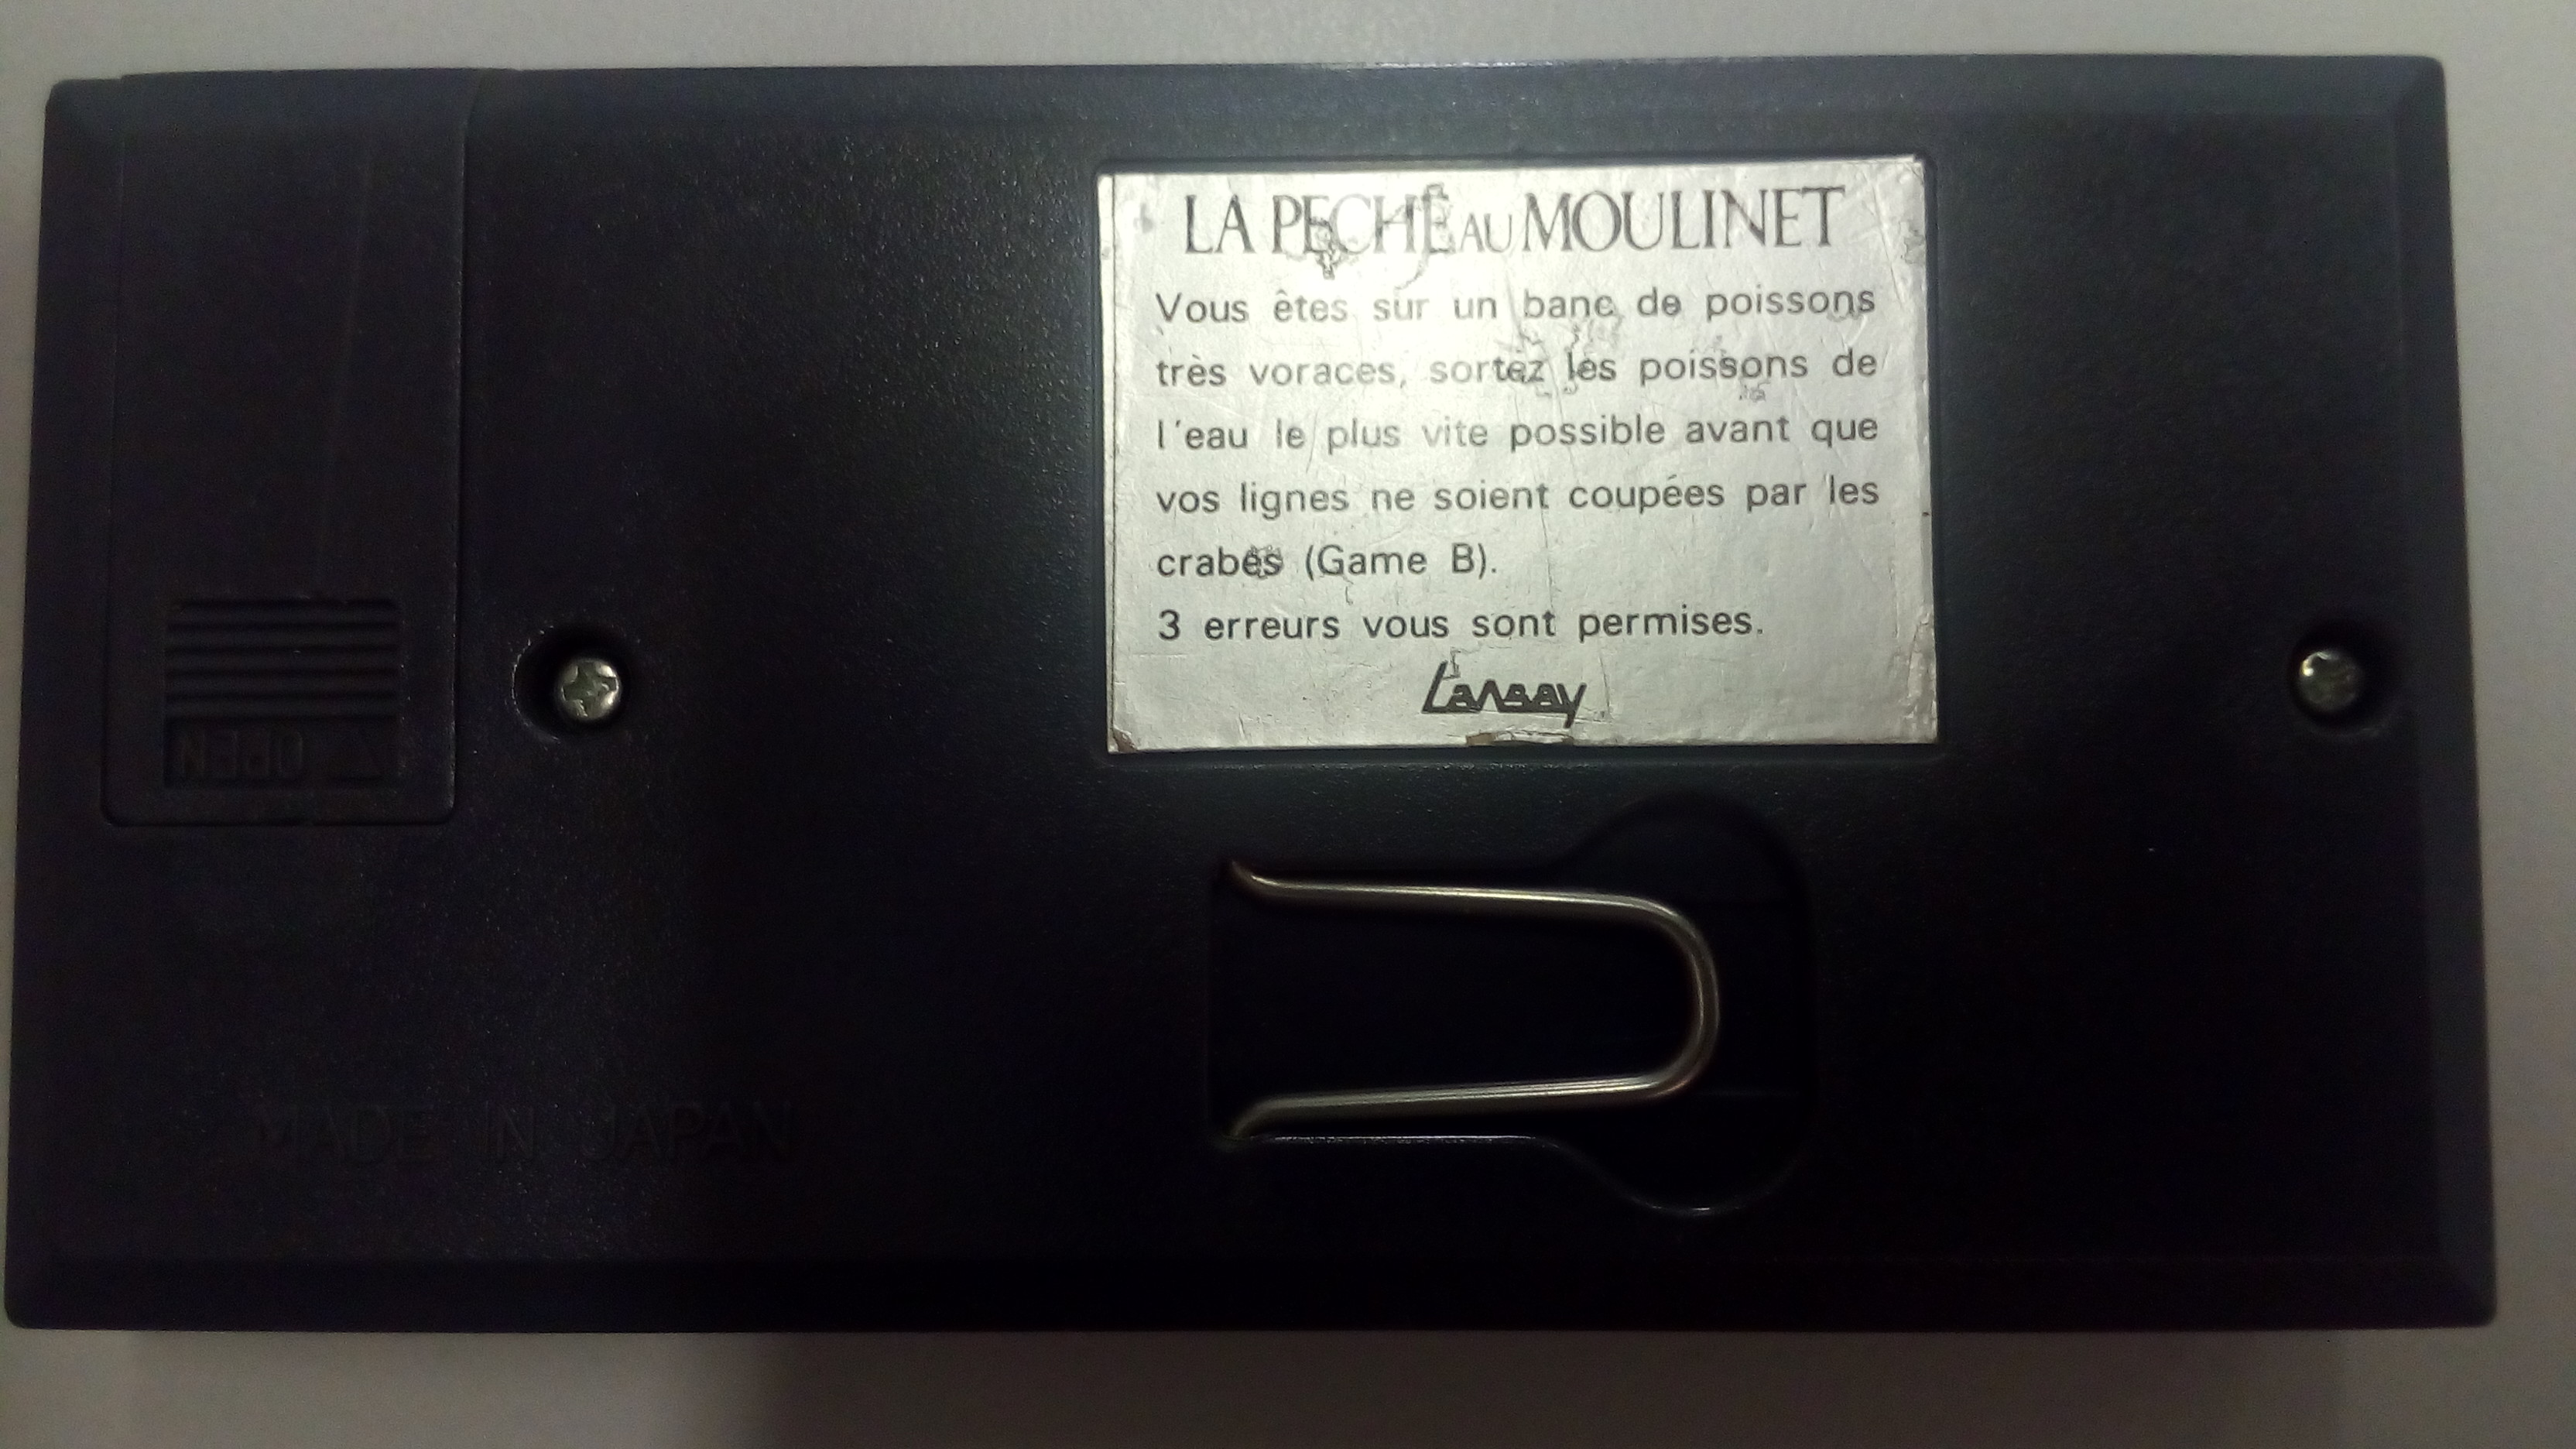 LA PECHE AU MOULINET
Vous êtes sur un banc de poissons
très voraces, sortez les poissons de
l'eau le plus vite possible avant que
vos lignes ne soient coupées par les
crabes (Game B).
3 erreurs vous sont permises.
Lansay
OPEN
MADE IN JAPAN